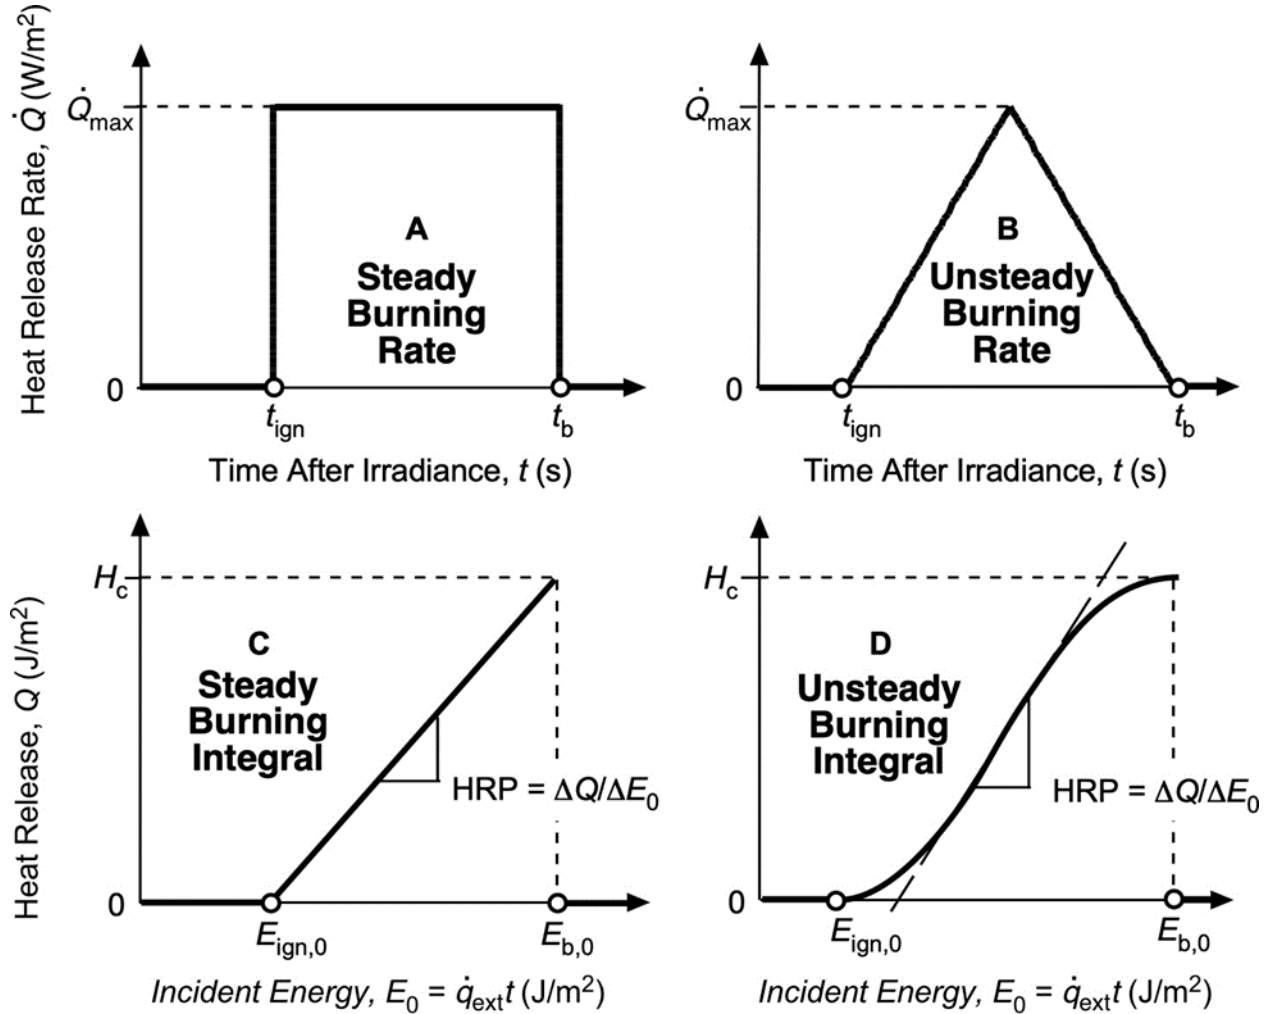 Heat Release Rate, Q̇ (W/m²)
Q̇max
A
Steady
Burning
Rate
0
tign
tb
Time After Irradiance, t (s)
Q̇max
B
Unsteady
Burning
Rate
0
tign
tb
Time After Irradiance, t (s)
Heat Release, Q (J/m²)
Hc
C
Steady
Burning
Integral
HRP = ΔQ/ΔE₀
0
Eign,0
Eb,0
Incident Energy, E₀ = q̇ext t (J/m²)
Hc
D
Unsteady
Burning
Integral
HRP = ΔQ/ΔE₀
0
Eign,0
Eb,0
Incident Energy, E₀ = q̇ext t (J/m²)